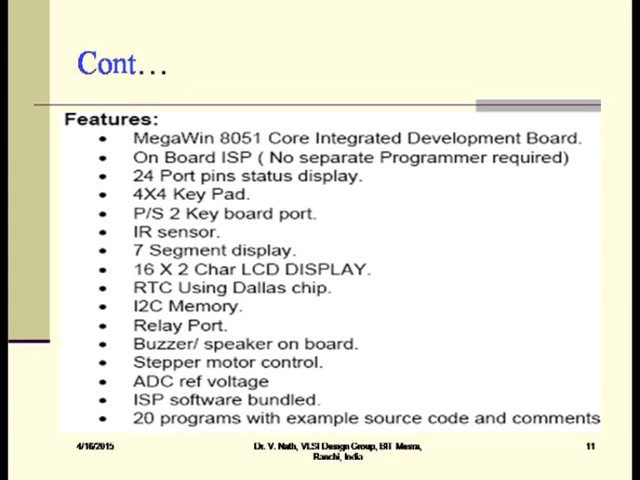 Cont...
Features:
• MegaWin 8051 Core Integrated Development Board.
• On Board ISP ( No separate Programmer required)
• 24 Port pins status display.
• 4X4 Key Pad.
• P/S 2 Key board port.
• IR sensor.
• 7 Segment display.
• 16 X 2 Char LCD DISPLAY.
• RTC Using Dallas chip.
• I2C Memory.
• Relay Port.
• Buzzer/ speaker on board.
• Stepper motor control.
• ADC ref voltage
• ISP software bundled.
• 20 programs with example source code and comments
4/16/2015
Dr. V. Nath, VLSI Design Group, BIT Mesra,
Ranchi, India
11